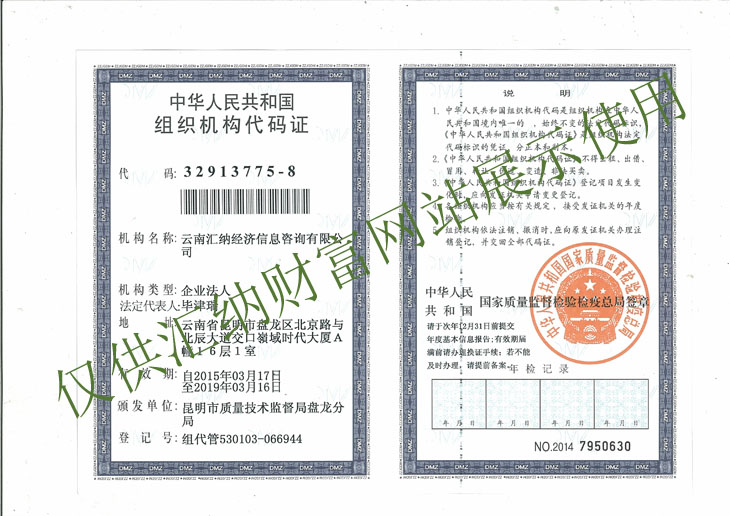 中华人民共和国
组织机构代码证
代 码: 32913775-8
机构名称: 云南汇纳经济信息咨询有限公
司
机构类型: 企业法人
法定代表人: 毕津瑞
地 址: 云南省昆明市盘龙区北京路与
北辰大道交口嶺域时代大厦A
幢16层1室
有 效 期: 自2015年03月17日
至2019年03月16日
颁发单位: 昆明市质量技术监督局盘龙分
局
登 记 号: 组代管530103-066944
说 明
1. 中华人民共和国组织机构代码是组织机构在中华人
民共和国境内唯一的、始终不变的法定代码标识，
《中华人民共和国组织机构代码证》是组织机构法定
代码标识的凭证，分正本和副本。
2. 《中华人民共和国组织机构代码证》不得出租、出借、
冒用、转让、伪造、变造、非法买卖。
3. 《中华人民共和国组织机构代码证》登记项目发生变
化时，应向发证机关申请变更登记。
4. 各组织机构应当按有关规定，接受发证机关的年度
检验。
5. 组织机构依法注销、撤消时，应向原发证机关办理注
销登记，并交回全部代码证。
中华人民
共和国 国家质量监督检验检疫总局签章
中华人民共和国国家质量监督检验检疫总局
请于次年12月31日前提交
年度基本信息报告;有效期届
满前请办理换证手续;若不能
及时办理，请提前备案。
年检记录
年 月 日 年 月 日 年 月 日 年 月 日
NO.2014 7950630
仅供汇纳财富网站展示使用